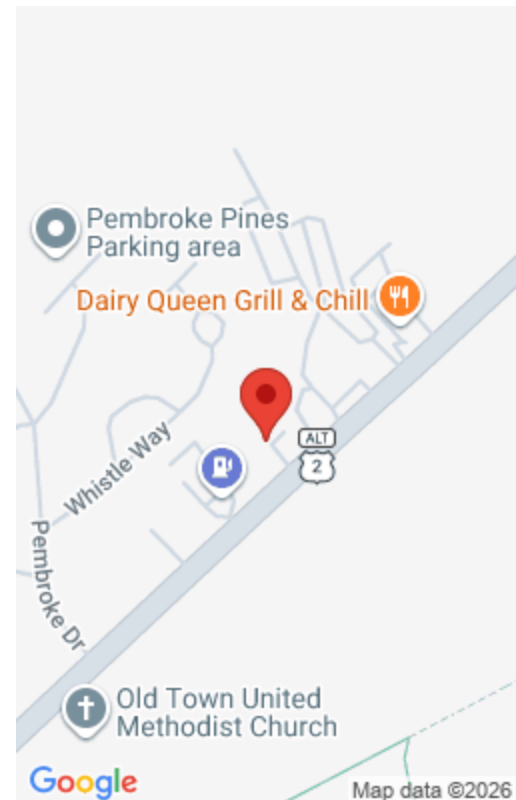 Pembroke Pines
Parking area
Dairy Queen Grill & Chill
ALT
2
Whistle Way
Pembroke Dr
Old Town United
Methodist Church
Google
Map data ©2026